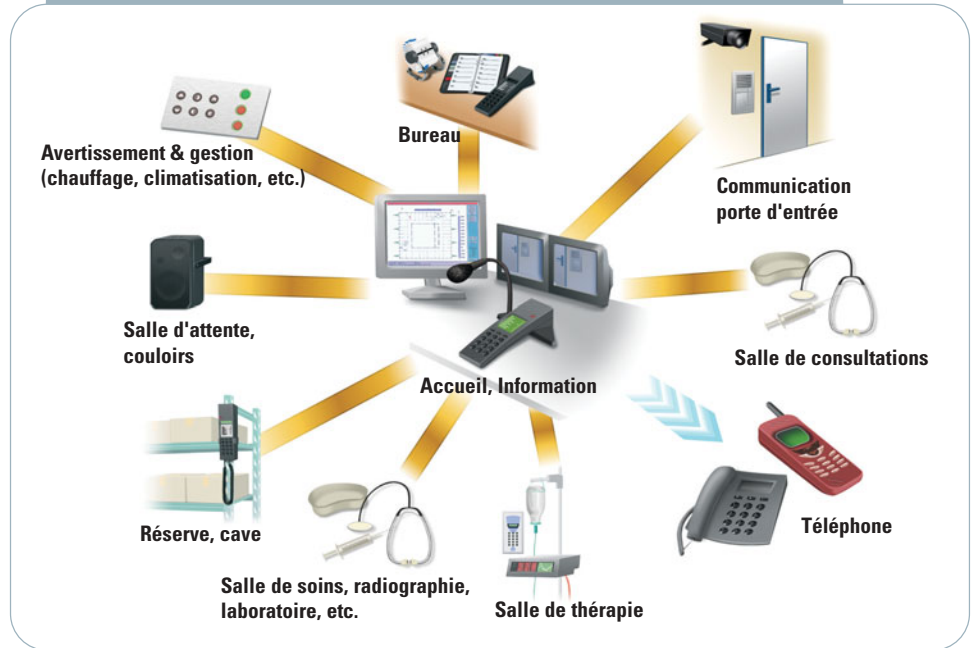 Bureau
Avertissement & gestion
(chauffage, climatisation, etc.)
Communication
porte d'entrée
Salle d'attente,
couloirs
Salle de consultations
Accueil, Information
Réserve, cave
Téléphone
Salle de soins, radiographie,
laboratoire, etc.
Salle de thérapie